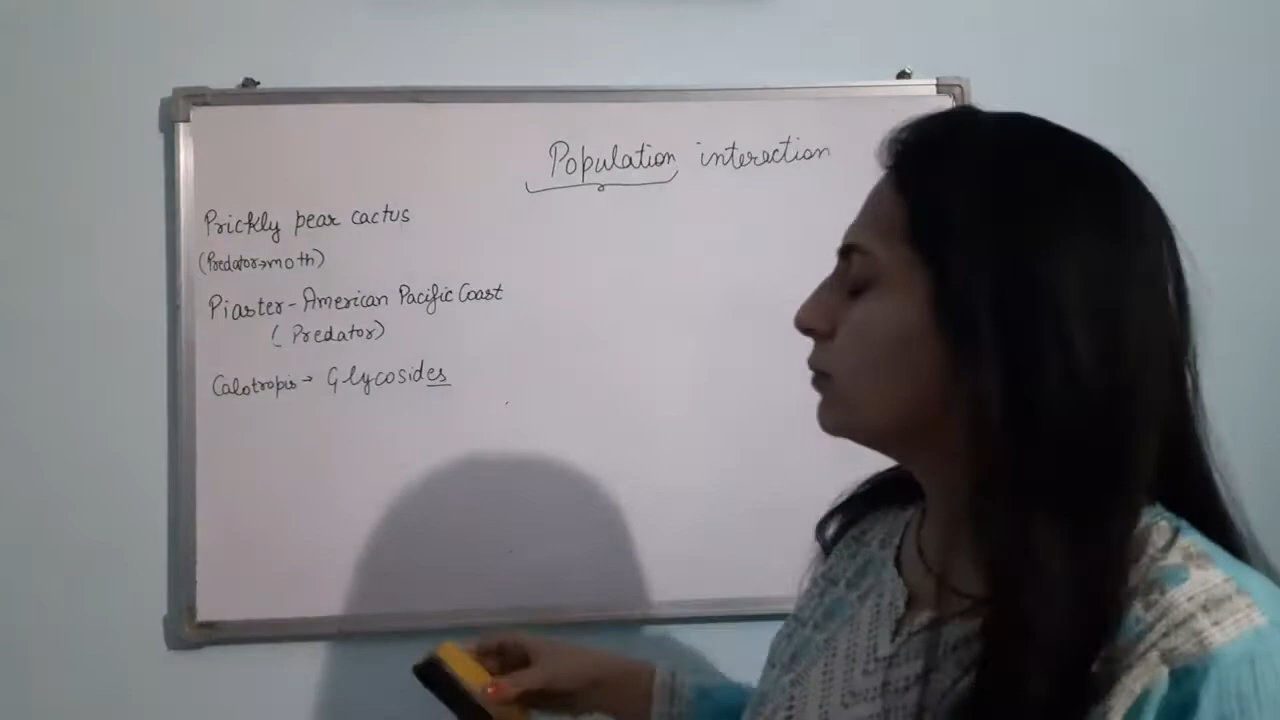 Population interaction
Prickly pear cactus
(Predator→moth)
Piaster-American Pacific Coast
(Predator)
Calotropis→ Glycosides